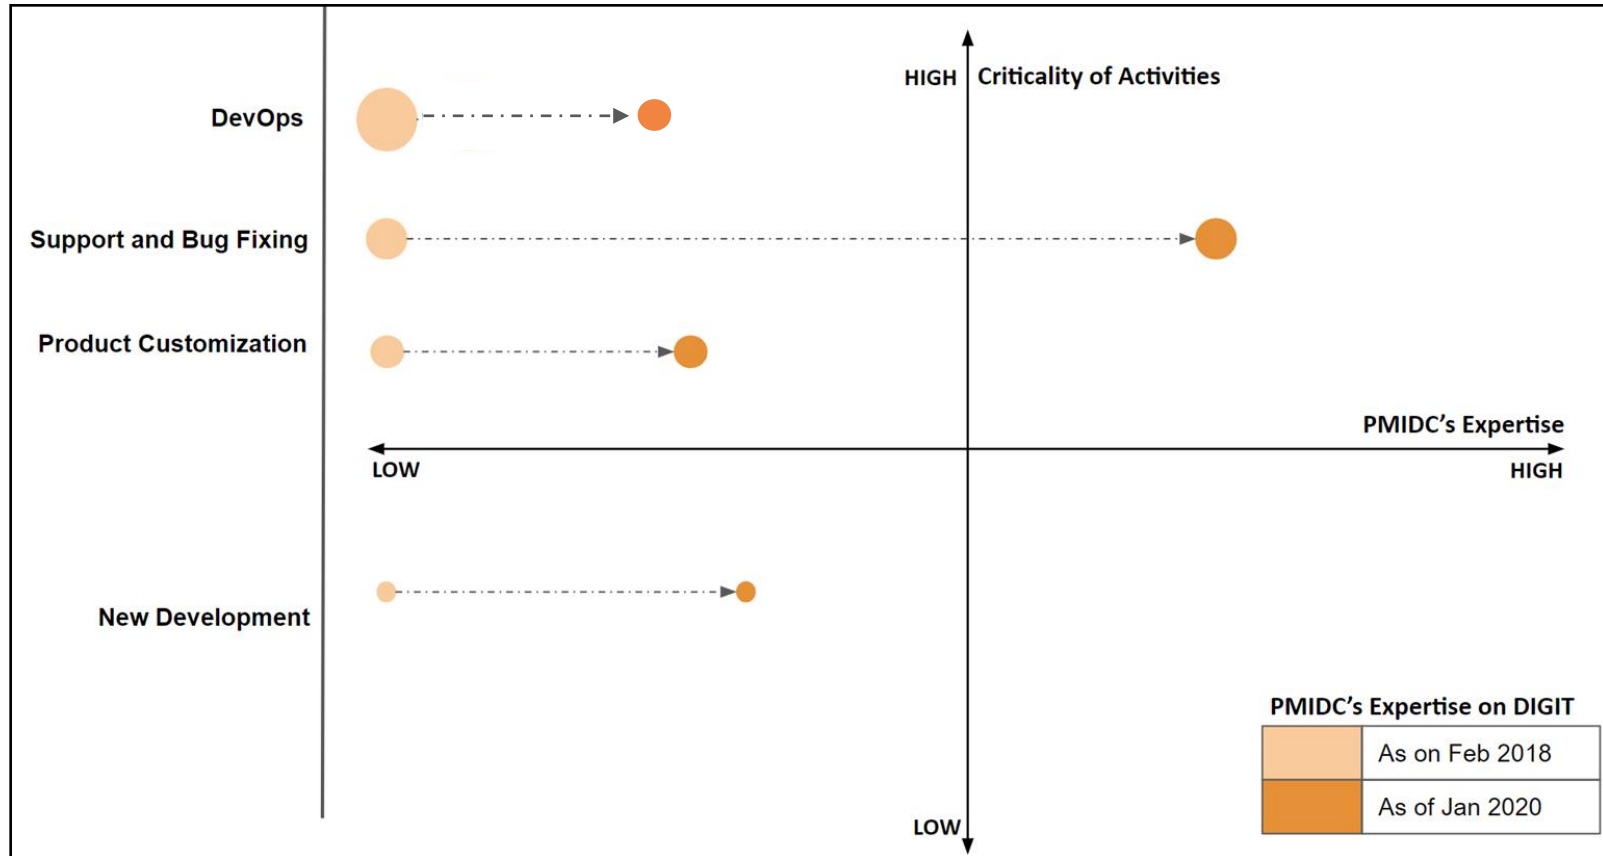 HIGH
Criticality of Activities
DevOps
Support and Bug Fixing
Product Customization
PMIDC's Expertise
LOW
HIGH
New Development
PMIDC's Expertise on DIGIT
As on Feb 2018
As of Jan 2020
LOW